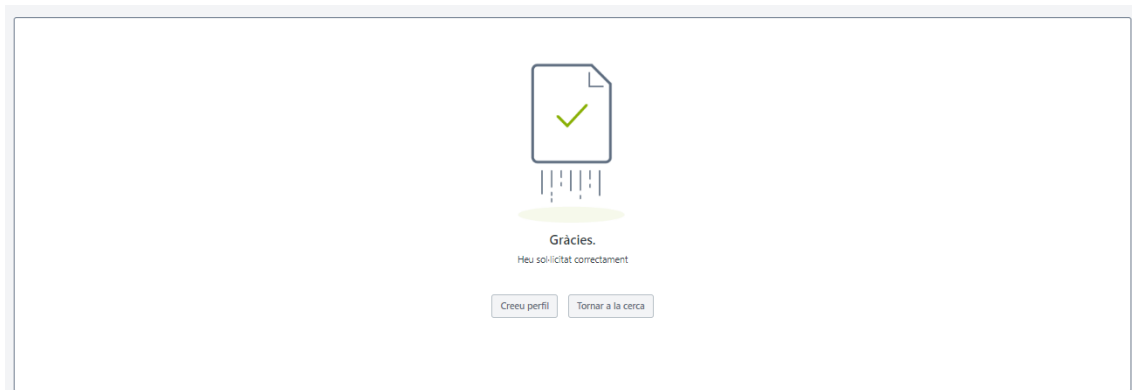 Gràcies.
Heu sol·licitat correctament
Creeu perfil
Tornar a la cerca